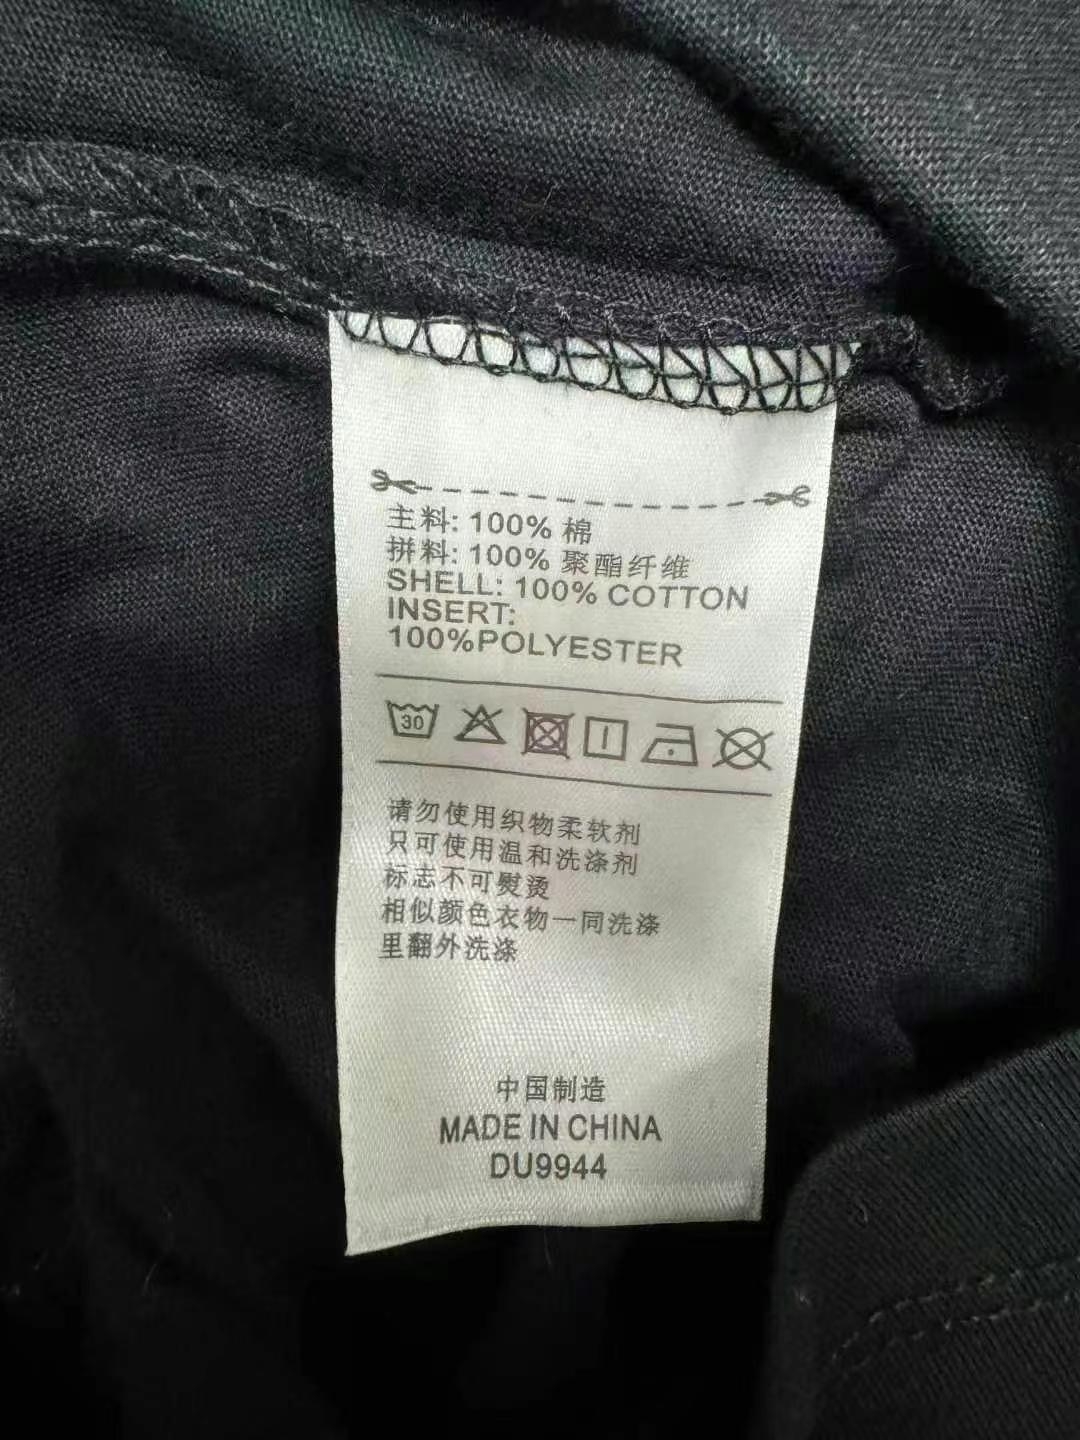 主料: 100% 棉
拼料: 100% 聚酯纤维
SHELL: 100% COTTON
INSERT:
100%POLYESTER
30
请勿使用织物柔软剂
只可使用温和洗涤剂
标志不可熨烫
相似颜色衣物一同洗涤
里翻外洗涤
中国制造
MADE IN CHINA
DU9944